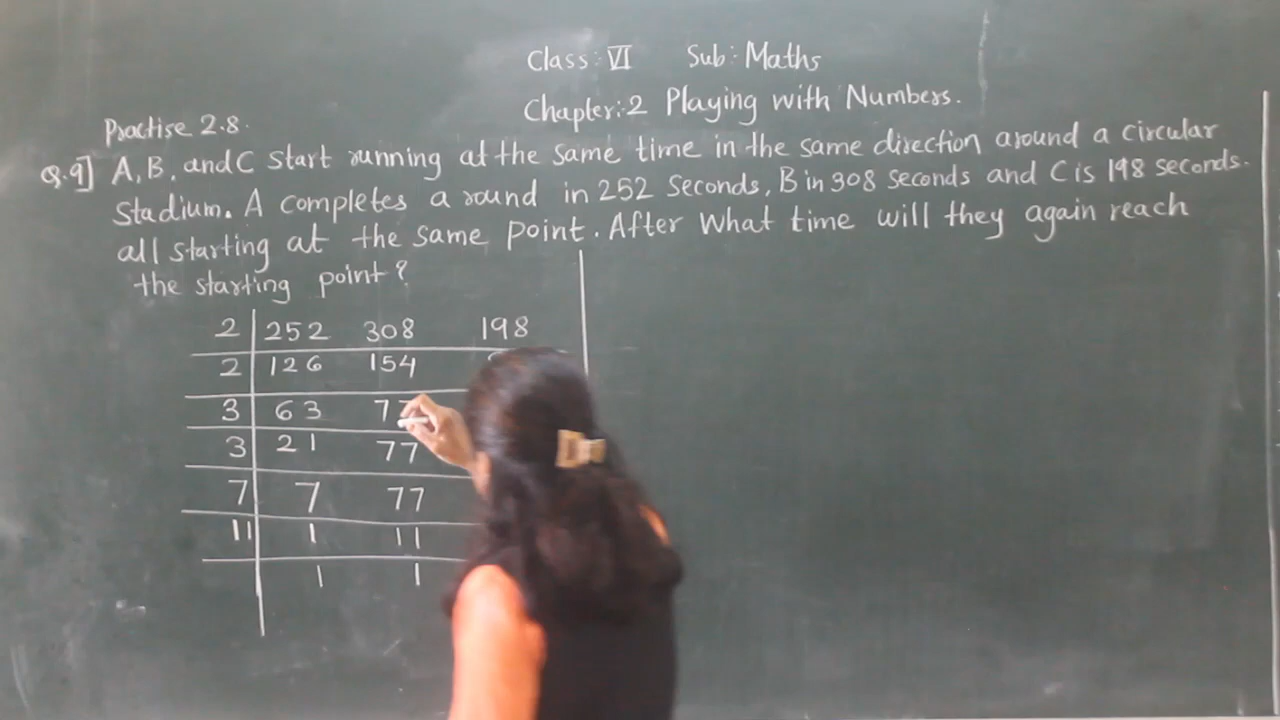 Class: VI Sub: Maths
Chapter:-2 Playing with Numbers.
Practise 2.8.
Q.9] A, B, and C start running at the same time in the same direction around a circular
Stadium. A completes a round in 252 Seconds, B in 308 seconds and C is 198 seconds.
all starting at the same point. After What time will they again reach
the starting point?
2 252 308 198
2 126 154
3 63
3 21 77
7 7 77
11 1 11
1 1